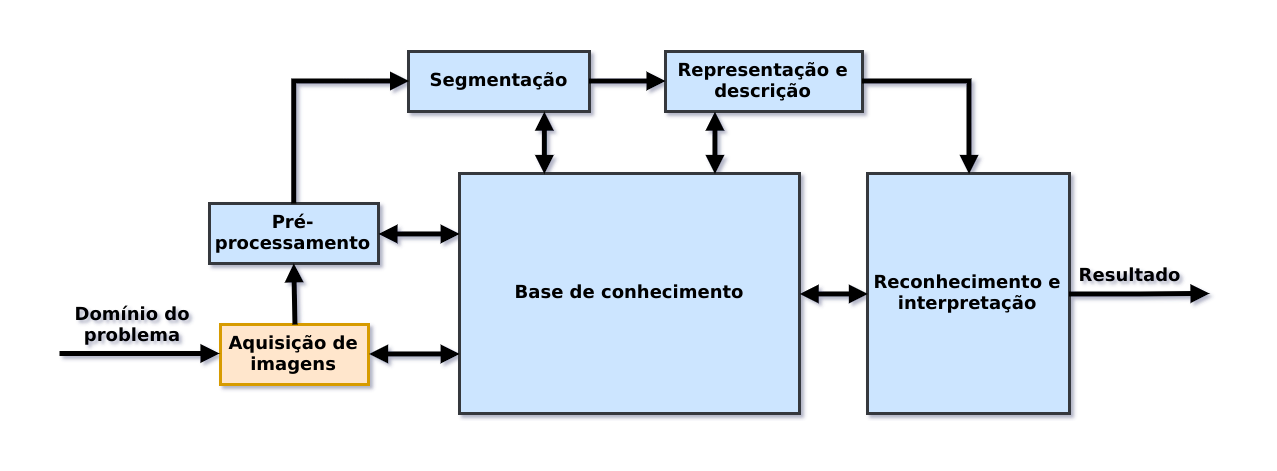 Segmentação
Representação e
descrição
Pré-
processamento
Base de conhecimento
Reconhecimento e
interpretação
Resultado
Domínio do
problema
Aquisição de
imagens